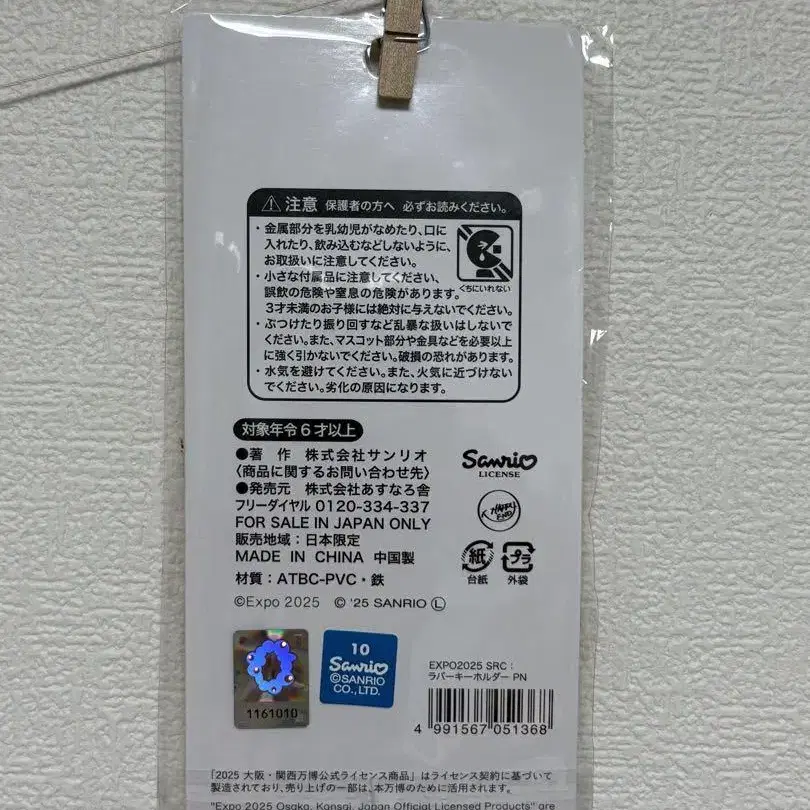 ⚠注意 保護者の方へ 必ずお読みください。
・金属部分を乳幼児がなめたり、口に
入れたり、飲み込むなどしないように、
お取扱いに注意してください。
・小さな付属品に注意してください。
誤飲の危険や窒息の危険があります。
3才未満のお子様には絶対に与えないでください。
くちにいれない
・ぶつけたり振り回すなど乱暴な扱いはしないで
ください。また、マスコット部分や金具などを必要以上
に強く引かないでください。破損の恐れがあります。
・水気を避けてください。また、火気に近づけない
でください。劣化の原因になります。
対象年令6才以上
●著 作 株式会社サンリオ
〈商品に関するお問い合わせ先〉
●発売元 株式会社あすなろ舎
フリーダイヤル 0120-334-337
FOR SALE IN JAPAN ONLY
販売地域:日本限定
MADE IN CHINA 中国製
材質:ATBC-PVC・鉄
©Expo 2025 © '25 SANRIO Ⓛ
Sanrio
LICENSE
HAPPY
END
紙
台紙
プラ
外袋
1161010
10
Sanrio
©SANRIO
CO.,LTD.
EXPO2025 SRC:
ラバーキーホルダー PN
4 991567 051368
「2025 大阪・関西万博公式ライセンス商品」はライセンス契約に基づいて
製造されており、売り上げの一部は、本万博のために活用されます。
"Expo 2025 Osaka, Kansai, Japan Official Licensed Products" are